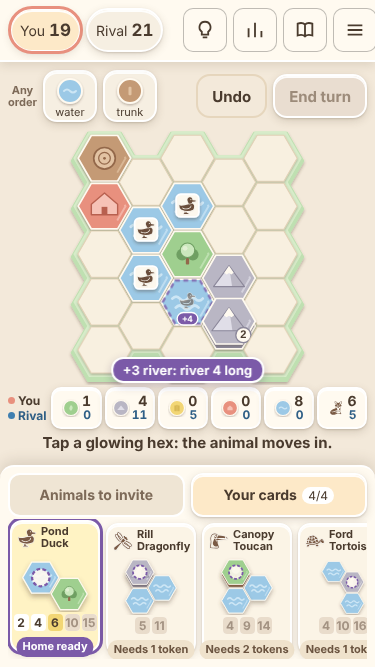 You 19
Rival 21
Any
order
water
trunk
Undo
End turn
+4
2
+3 river: river 4 long
You
Rival
1
0
4
11
0
5
0
0
8
0
6
5
Tap a glowing hex: the animal moves in.
Animals to invite
Your cards 4/4
Pond
Duck
2 4 6 10 15
Home ready
Rill
Dragonfly
5 11
Needs 1 token
Canopy
Toucan
4 9 14
Needs 2 tokens
Ford
Tortois
4 10 16
Needs 1 tok